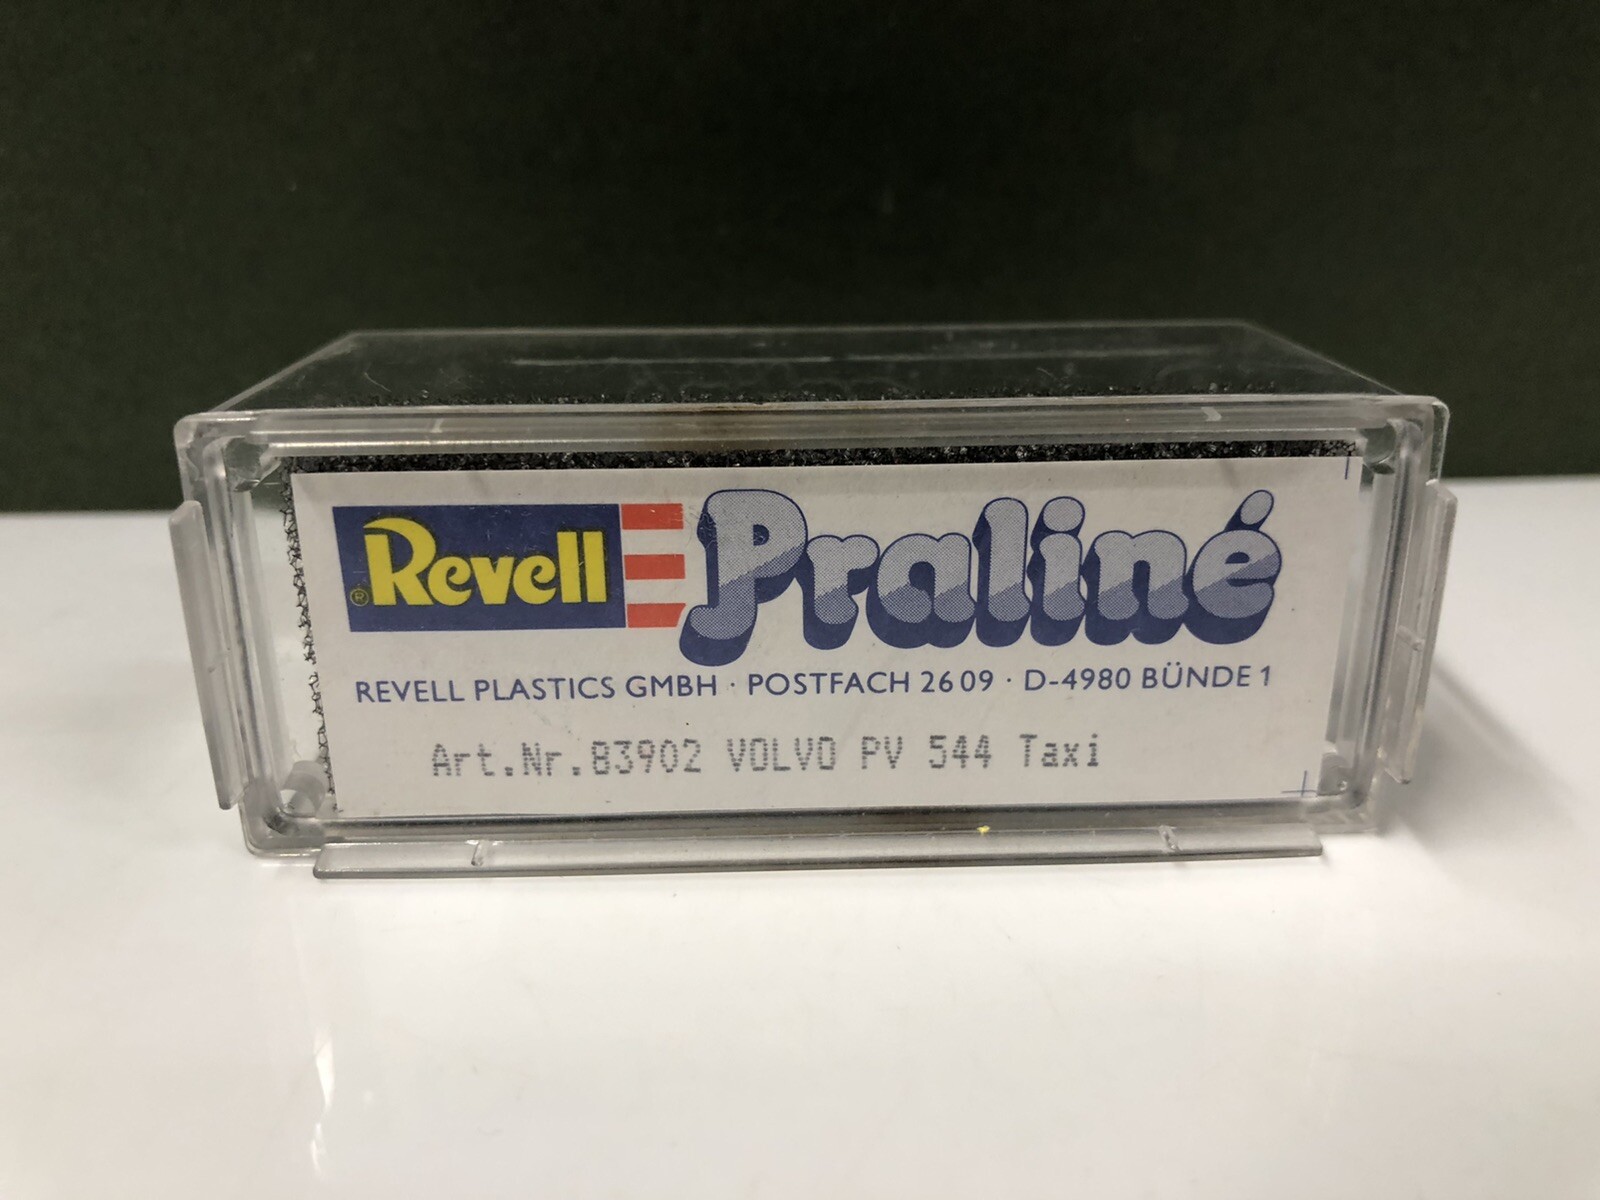 ® Revell Praliné
REVELL PLASTICS GMBH · POSTFACH 26 09 · D-4980 BÜNDE 1
Art.Nr.83902 VOLVO PV 544 Taxi